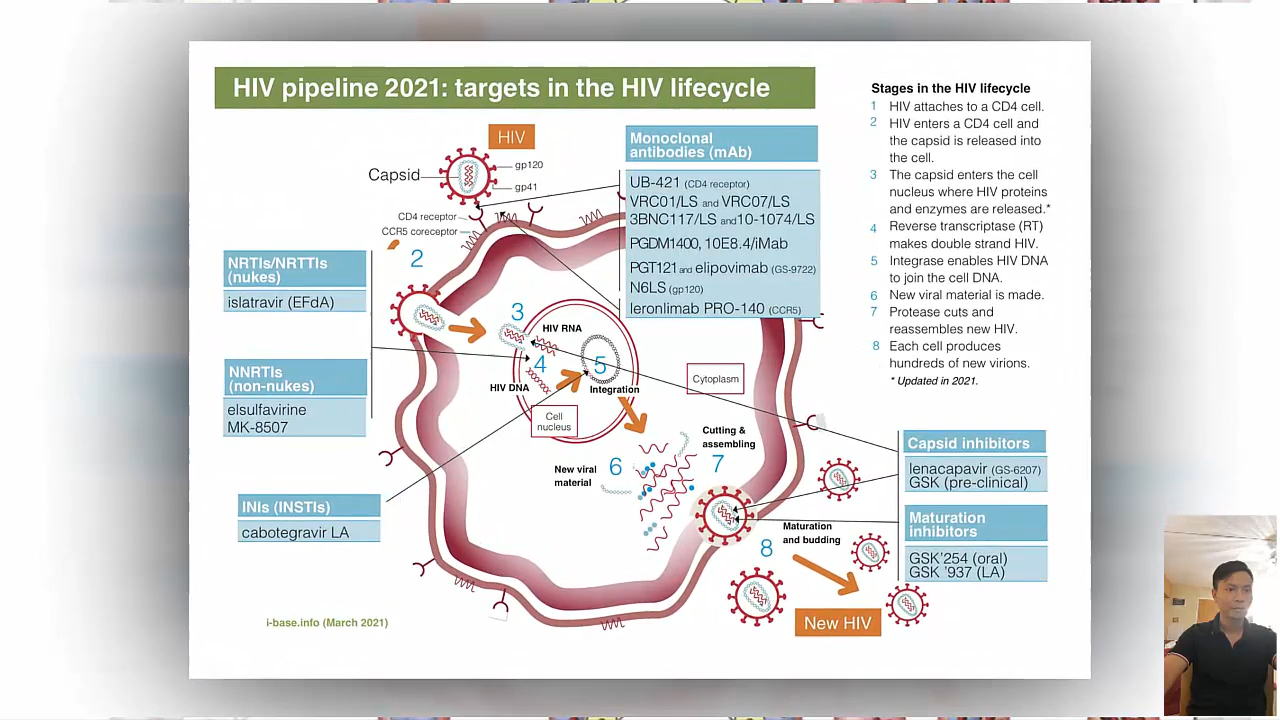 HIV pipeline 2021: targets in the HIV lifecycle
HIV
Capsid
gp120
gp41
CD4 receptor
CCR5 coreceptor
2
NRTIs/NRTTIs
(nukes)
islatravir (EFdA)
NNRTIs
(non-nukes)
elsulfavirine
MK-8507
INIs (INSTIs)
cabotegravir LA
Monoclonal
antibodies (mAb)
UB-421 (CD4 receptor)
VRC01/LS and VRC07/LS
3BNC117/LS and10-1074/LS
PGDM1400, 10E8.4/iMab
PGT121 and elipovimab (GS-9722)
N6LS (gp120)
leronlimab PRO-140 (CCR5)
3
HIV RNA
4
5
HIV DNA
Integration
Cell
nucleus
Cytoplasm
New viral
material
6
Cutting &
assembling
7
Maturation
and budding
8
New HIV
Stages in the HIV lifecycle
1 HIV attaches to a CD4 cell.
2 HIV enters a CD4 cell and
the capsid is released into
the cell.
3 The capsid enters the cell
nucleus where HIV proteins
and enzymes are released.*
4 Reverse transcriptase (RT)
makes double strand HIV.
5 Integrase enables HIV DNA
to join the cell DNA.
6 New viral material is made.
7 Protease cuts and
reassembles new HIV.
8 Each cell produces
hundreds of new virions.
* Updated in 2021.
Capsid inhibitors
lenacapavir (GS-6207)
GSK (pre-clinical)
Maturation
inhibitors
GSK'254 (oral)
GSK '937 (LA)
i-base.info (March 2021)